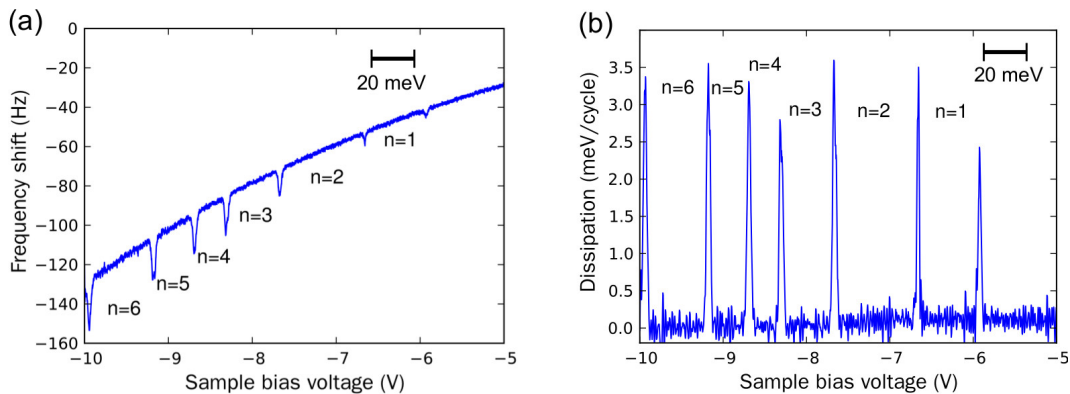 (a)
0
−20
−40
−60
−80
−100
−120
−140
−160
Frequency shift (Hz)
20 meV
n=1
n=2
n=3
n=4
n=5
n=6
−10
−9
−8
−7
−6
−5
Sample bias voltage (V)
(b)
3.5
3.0
2.5
2.0
1.5
1.0
0.5
0.0
Dissipation (meV/cycle)
20 meV
n=6
n=5
n=4
n=3
n=2
n=1
−10
−9
−8
−7
−6
−5
Sample bias voltage (V)